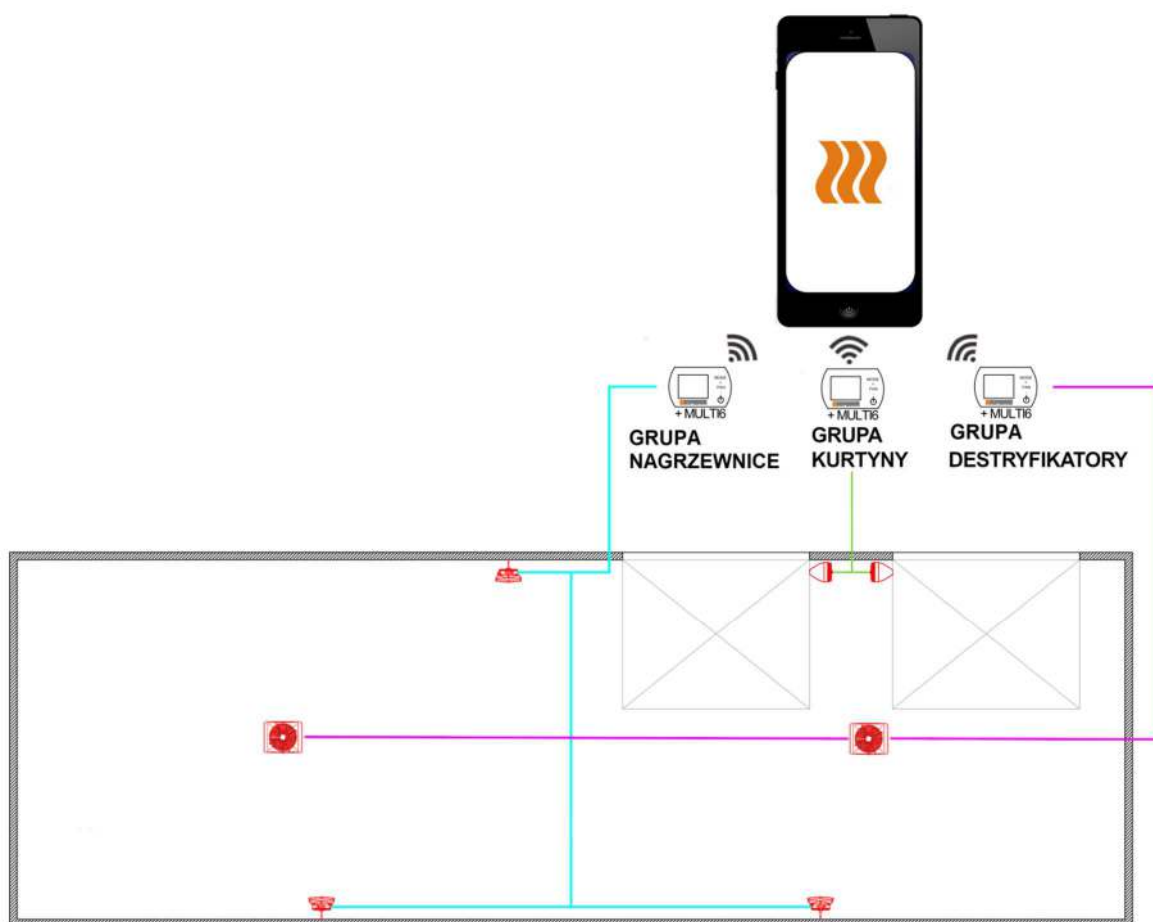 + MULTI6
GRUPA
NAGRZEWNICE
+ MULTI6
GRUPA
KURTYNY
+ MULTI6
GRUPA
DESTRYFIKATORY